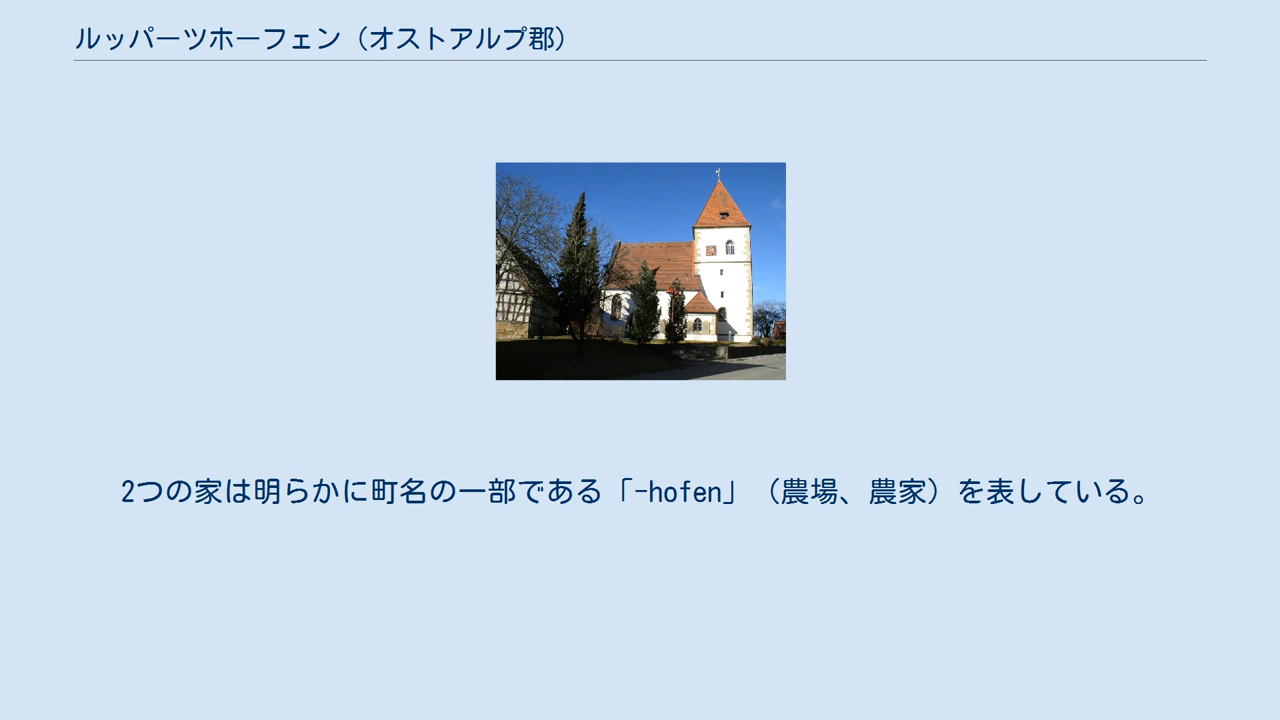 ルッパーツホーフェン（オストアルプ郡）
2つの家は明らかに町名の一部である「-hofen」（農場、農家）を表している。